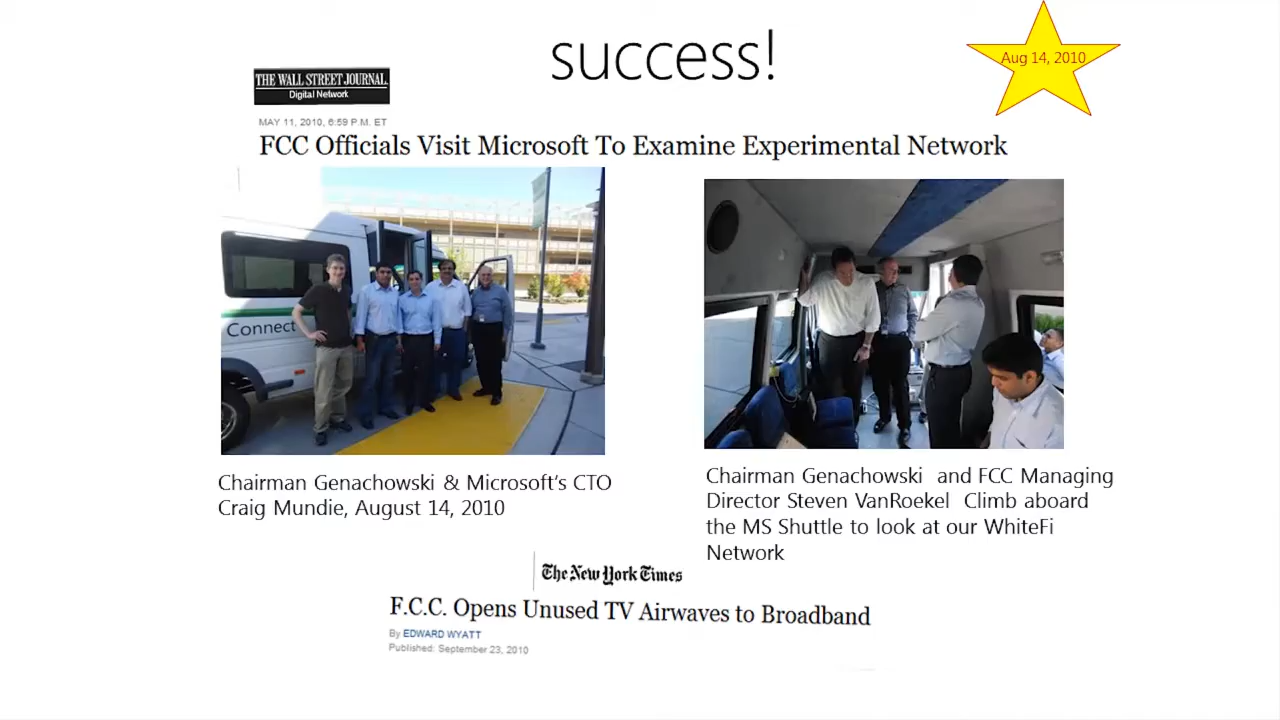 success!
Aug 14, 2010
THE WALL STREET JOURNAL.
Digital Network
MAY 11, 2010, 6:59 P.M. ET
FCC Officials Visit Microsoft To Examine Experimental Network
Connect
Chairman Genachowski & Microsoft's CTO
Craig Mundie, August 14, 2010
Chairman Genachowski and FCC Managing
Director Steven VanRoekel Climb aboard
the MS Shuttle to look at our WhiteFi
Network
The New York Times
F.C.C. Opens Unused TV Airwaves to Broadband
By EDWARD WYATT
Published: September 23, 2010